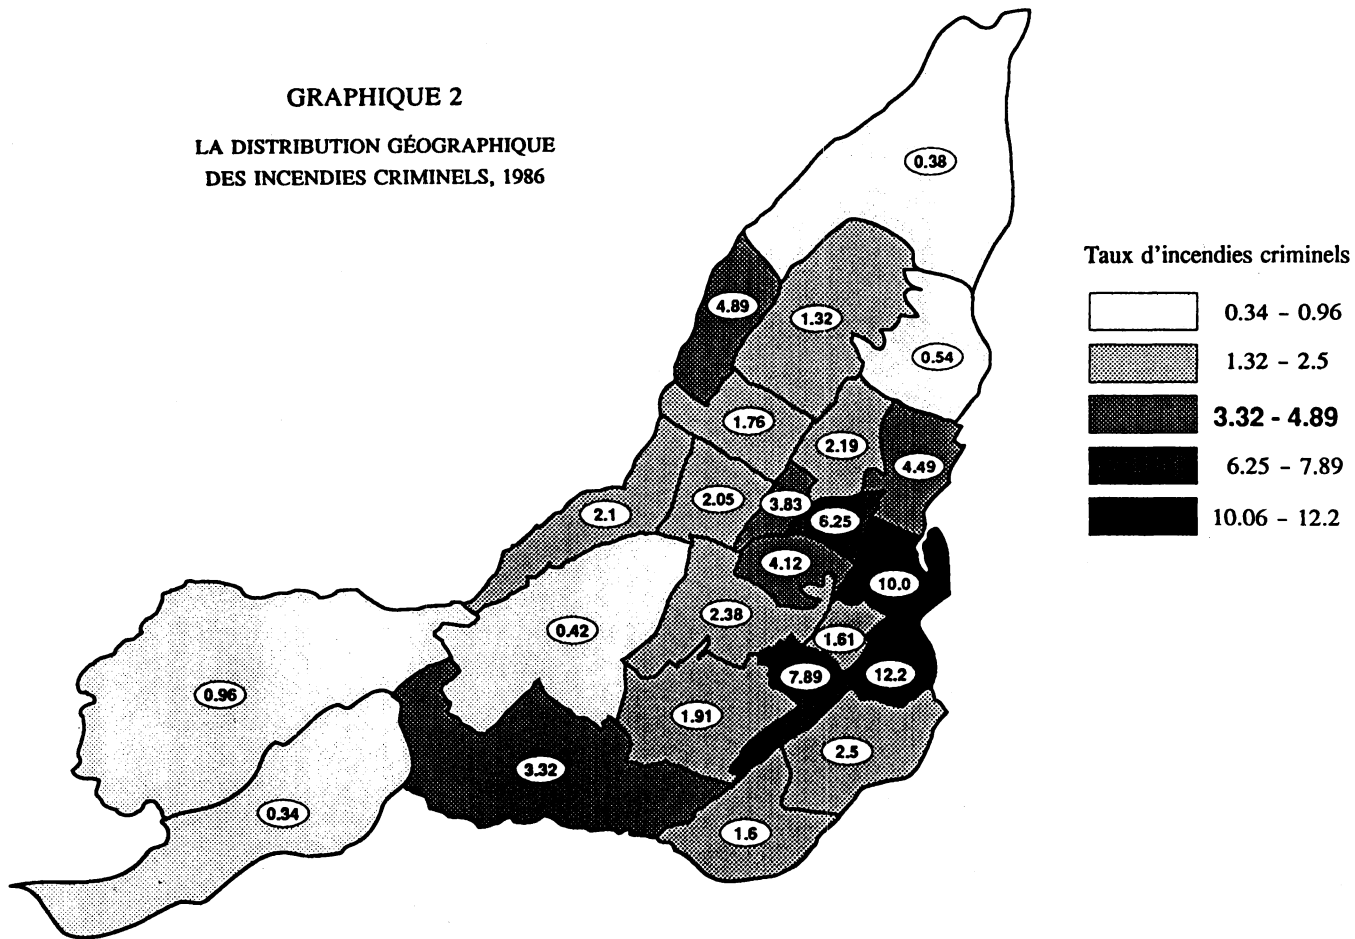 GRAPHIQUE 2
LA DISTRIBUTION GÉOGRAPHIQUE
DES INCENDIES CRIMINELS, 1986
Taux d'incendies criminels
0.34 - 0.96
1.32 - 2.5
3.32 - 4.89
6.25 - 7.89
10.06 - 12.2
0.38
4.89
1.32
0.54
1.76
2.19
4.49
2.05
3.83
2.1
6.25
4.12
10.0
2.38
0.42
1.61
7.89
12.2
0.96
1.91
2.5
3.32
0.34
1.6